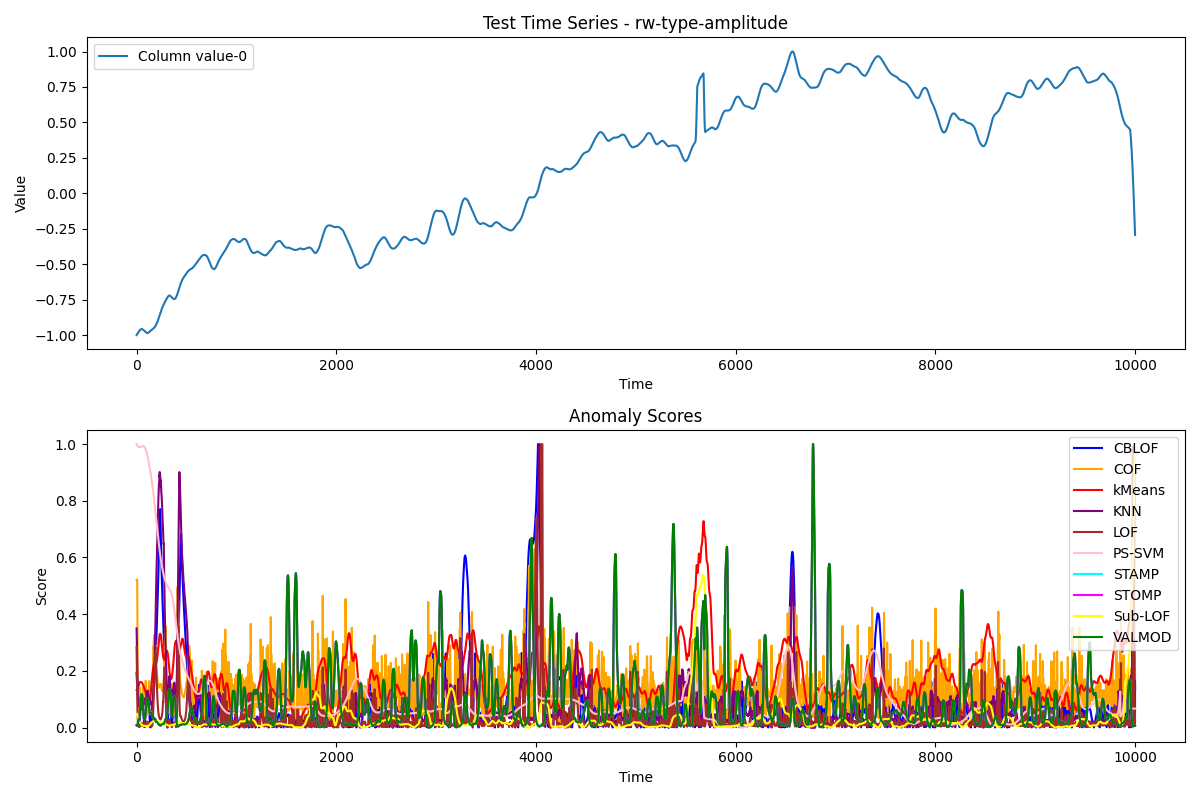 Test Time Series - rw-type-amplitude
Column value-0
1.00
0.75
0.50
0.25
0.00
−0.25
−0.50
−0.75
−1.00
Value
0 2000 4000 6000 8000 10000
Time
Anomaly Scores
CBLOF
COF
kMeans
KNN
LOF
PS-SVM
STAMP
STOMP
Sub-LOF
VALMOD
1.0
0.8
0.6
0.4
0.2
0.0
Score
0 2000 4000 6000 8000 10000
Time